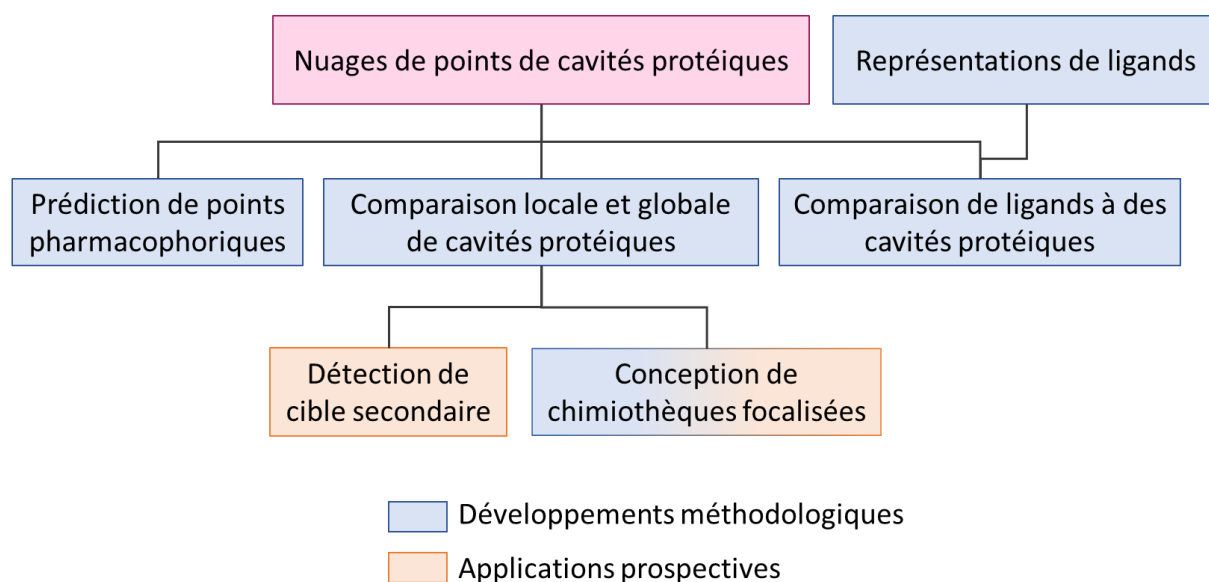 Nuages de points de cavités protéiques
Représentations de ligands
Prédiction de points
pharmacophoriques
Comparaison locale et globale
de cavités protéiques
Comparaison de ligands à des
cavités protéiques
Détection de
cible secondaire
Conception de
chimiothèques focalisées
Développements méthodologiques
Applications prospectives